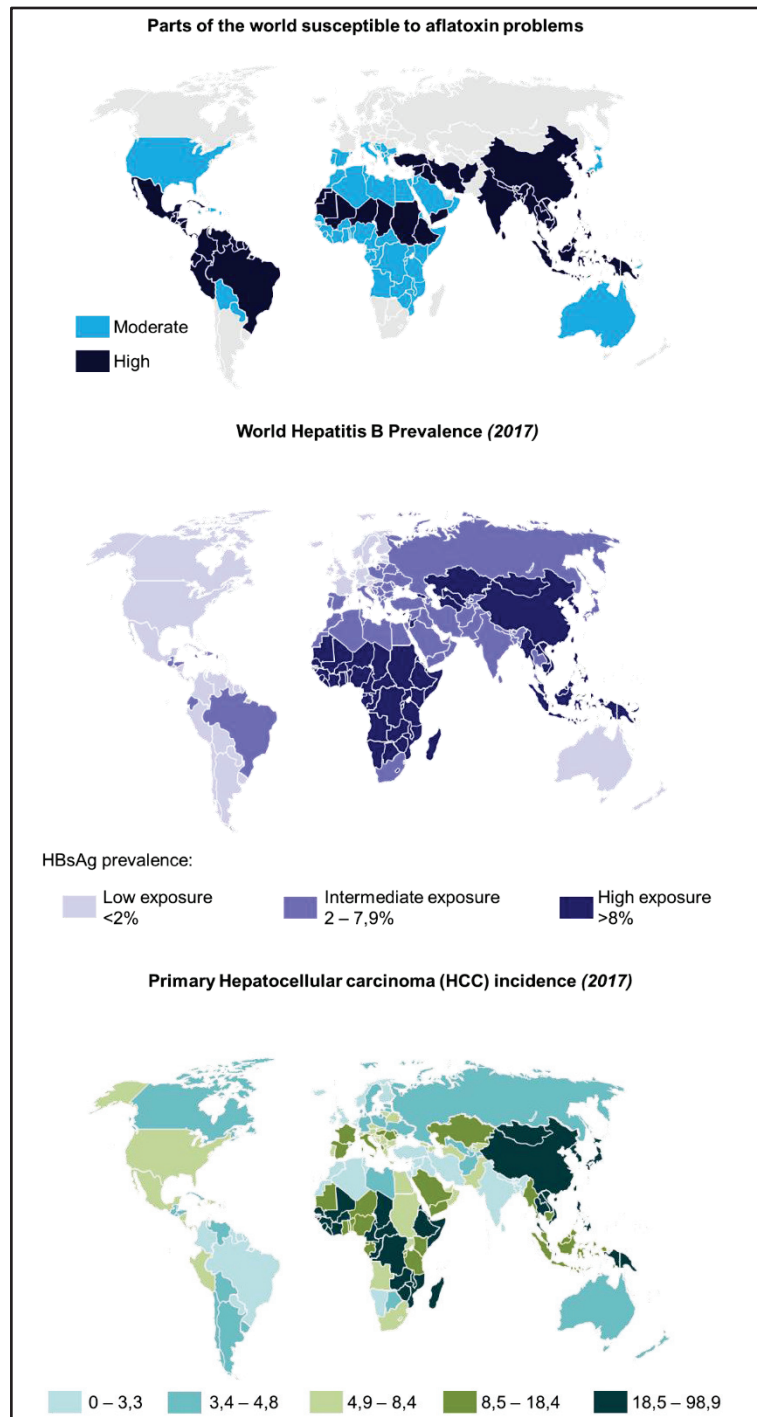 Parts of the world susceptible to aflatoxin problems
Moderate
High
World Hepatitis B Prevalence (2017)
HBsAg prevalence:
Low exposure
<2%
Intermediate exposure
2 – 7,9%
High exposure
>8%
Primary Hepatocellular carcinoma (HCC) incidence (2017)
0 – 3,3
3,4 – 4,8
4,9 – 8,4
8,5 – 18,4
18,5 – 98,9